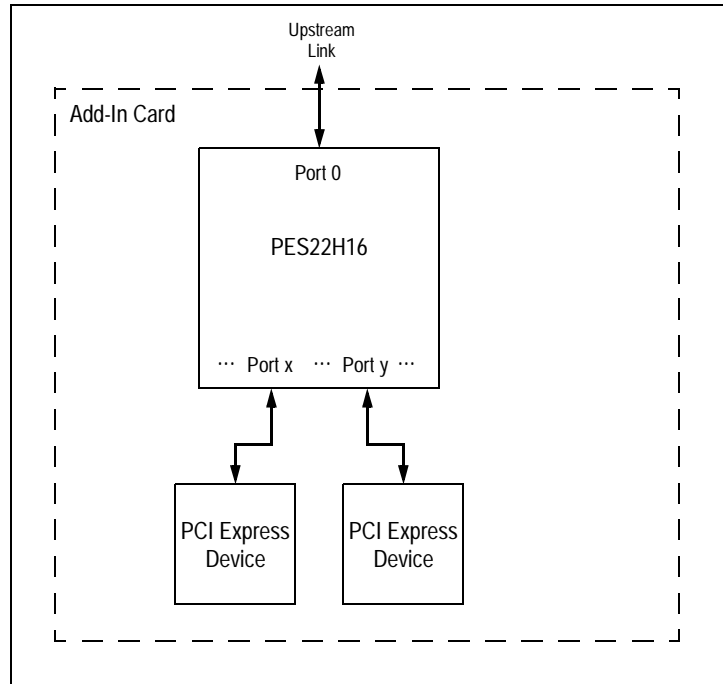 Upstream
Link
Add-In Card
Port 0
PES22H16
··· Port x ··· Port y ···
PCI Express
Device
PCI Express
Device